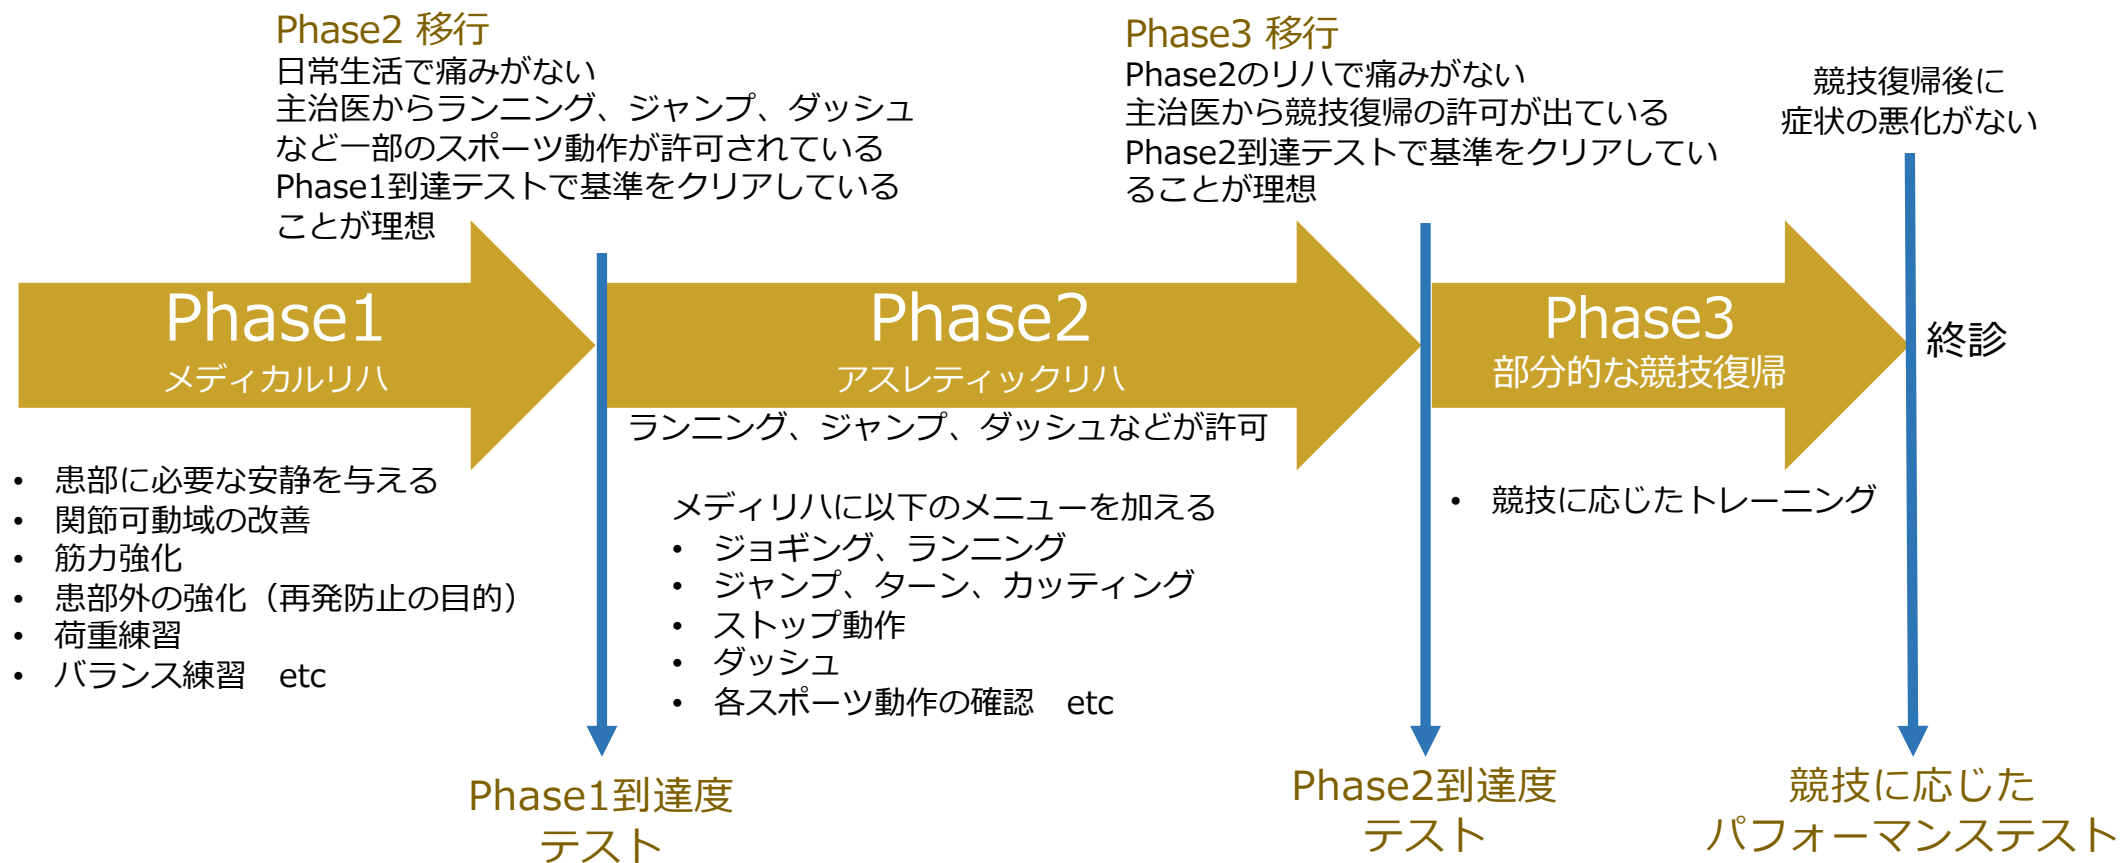 Phase2 移行
日常生活で痛みがない
主治医からランニング、ジャンプ、ダッシュ
など一部のスポーツ動作が許可されている
Phase1到達テストで基準をクリアしている
ことが理想
Phase3 移行
Phase2のリハで痛みがない
主治医から競技復帰の許可が出ている
Phase2到達テストで基準をクリアしてい
ることが理想
競技復帰後に
症状の悪化がない
Phase1
メディカルリハ
Phase2
アスレティックリハ
Phase3
部分的な競技復帰
終診
ランニング、ジャンプ、ダッシュなどが許可
• 患部に必要な安静を与える
• 関節可動域の改善
• 筋力強化
• 患部外の強化（再発防止の目的）
• 荷重練習
• バランス練習　etc
メディリハに以下のメニューを加える
• ジョギング、ランニング
• ジャンプ、ターン、カッティング
• ストップ動作
• ダッシュ
• 各スポーツ動作の確認　etc
• 競技に応じたトレーニング
Phase1到達度
テスト
Phase2到達度
テスト
競技に応じた
パフォーマンステスト